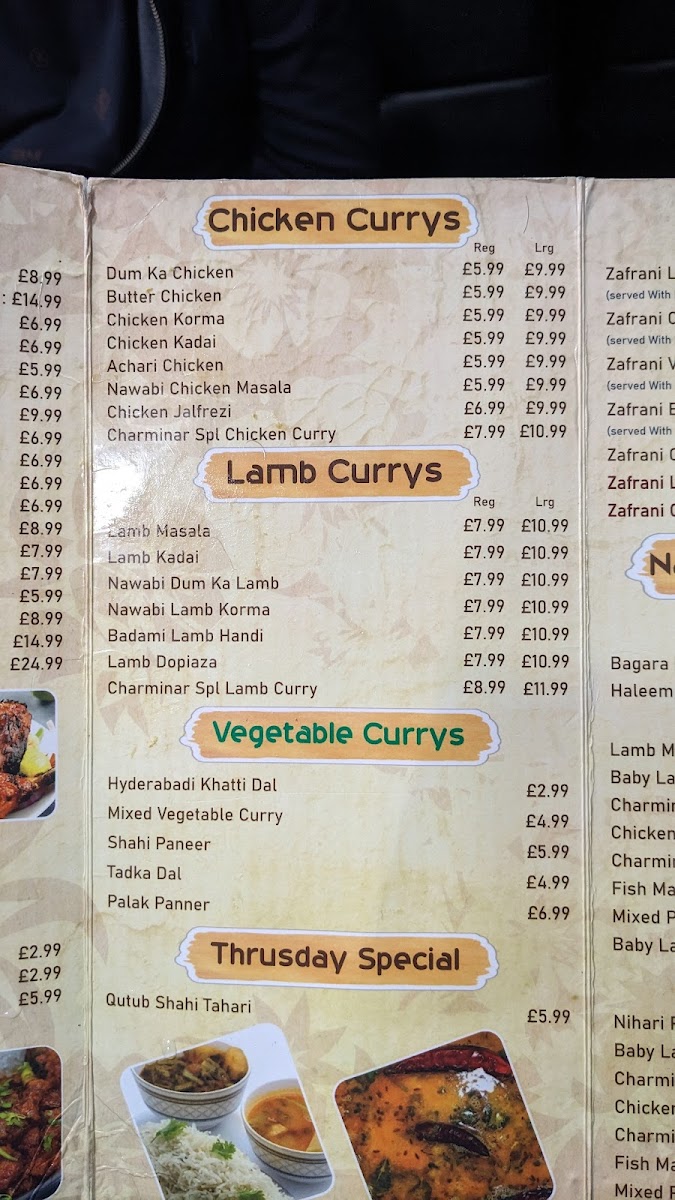 £8.99
: £14.99
£6.99
£6.99
£5.99
£6.99
£9.99
£6.99
£6.99
£6.99
£6.99
£8.99
£7.99
£7.99
£5.99
£8.99
£14.99
£24.99
£2.99
£2.99
£5.99
Chicken Currys
Reg Lrg
Dum Ka Chicken £5.99 £9.99
Butter Chicken £5.99 £9.99
Chicken Korma £5.99 £9.99
Chicken Kadai £5.99 £9.99
Achari Chicken £5.99 £9.99
Nawabi Chicken Masala £5.99 £9.99
Chicken Jalfrezi £6.99 £9.99
Charminar Spl Chicken Curry £7.99 £10.99
Lamb Currys
Reg Lrg
Lamb Masala £7.99 £10.99
Lamb Kadai £7.99 £10.99
Nawabi Dum Ka Lamb £7.99 £10.99
Nawabi Lamb Korma £7.99 £10.99
Badami Lamb Handi £7.99 £10.99
Lamb Dopiaza £7.99 £10.99
Charminar Spl Lamb Curry £8.99 £11.99
Vegetable Currys
Hyderabadi Khatti Dal £2.99
Mixed Vegetable Curry £4.99
Shahi Paneer £5.99
Tadka Dal £4.99
Palak Panner £6.99
Thrusday Special
Qutub Shahi Tahari £5.99
Zafrani
(served With
Zafrani
(served With
Zafrani
(served With
Zafrani
(served With
Zafrani
Zafrani
Zafrani
Bagara
Haleem
Lamb
Baby
Chicken
Fish
Mixed
Baby
Nihari
Baby
Fish
Mixed